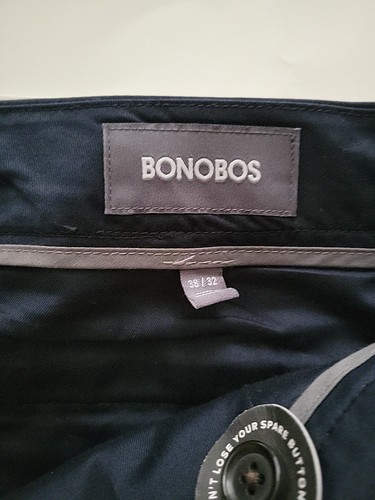 BONOBOS
38 / 32
N'T LOSE YOUR SPARE BUTTON